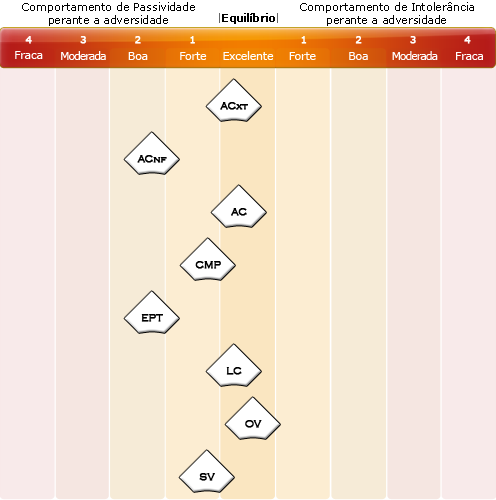 Comportamento de Passividade
perante a adversidade
|Equilíbrio|
Comportamento de Intolerância
perante a adversidade
4 3 2 1 1 2 3 4
Fraca Moderada Boa Forte Excelente Forte Boa Moderada Fraca
ACXT
ACNF
AC
CMP
EPT
LC
OV
SV